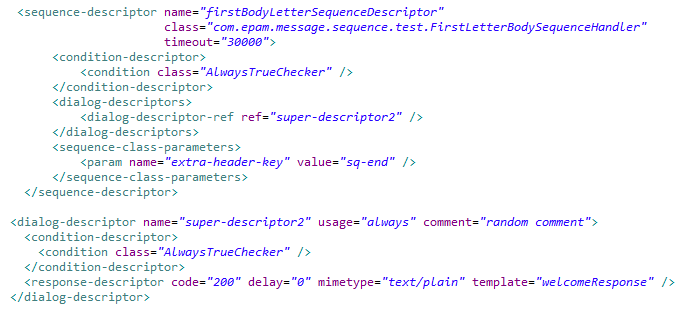 <sequence-descriptor name="firstBodyLetterSequenceDescriptor"
class="com.epam.message.sequence.test.FirstLetterBodySequenceHandler"
timeout="30000">
<condition-descriptor>
<condition class="AlwaysTrueChecker" />
</condition-descriptor>
<dialog-descriptors>
<dialog-descriptor-ref ref="super-descriptor2" />
</dialog-descriptors>
<sequence-class-parameters>
<param name="extra-header-key" value="sq-end" />
</sequence-class-parameters>
</sequence-descriptor>
<dialog-descriptor name="super-descriptor2" usage="always" comment="random comment">
<condition-descriptor>
<condition class="AlwaysTrueChecker" />
</condition-descriptor>
<response-descriptor code="200" delay="0" mimetype="text/plain" template="welcomeResponse" />
</dialog-descriptor>